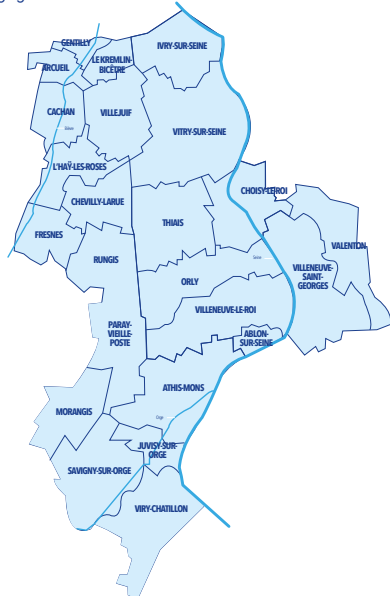 GENTILLY
IVRY-SUR-SEINE
LE KREMLIN-
BICÊTRE
ARCUEIL
CACHAN
VILLEJUIF
VITRY-SUR-SEINE
L'HAŸ-LES-ROSES
CHOISY-LE-ROI
CHEVILLY-LARUE
THIAIS
FRESNES
VALENTON
RUNGIS
Seine
VILLENEUVE-
SAINT-
GEORGES
ORLY
VILLENEUVE-LE-ROI
PARAY-
VIEILLE-
POSTE
ABLON-
SUR-SEINE
ATHIS-MONS
MORANGIS
Orge
JUVISY-SUR-
ORGE
SAVIGNY-SUR-ORGE
VIRY-CHATILLON